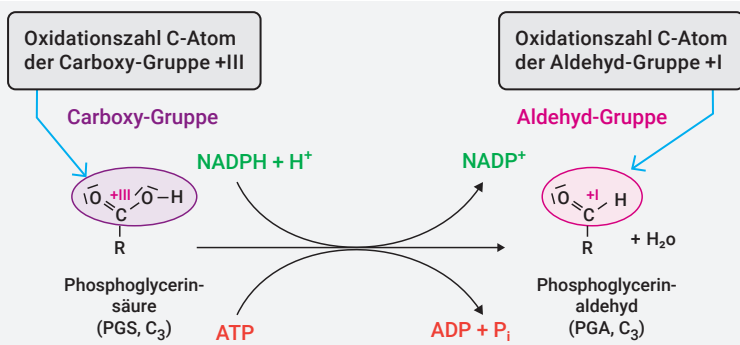 Oxidationszahl C-Atom
der Carboxy-Gruppe +III
Oxidationszahl C-Atom
der Aldehyd-Gruppe +I
Carboxy-Gruppe
Aldehyd-Gruppe
NADPH + H⁺
NADP⁺
+III
O O–H
C
R
+I
O H
C
R
+ H₂o
Phosphoglycerin-
säure
(PGS, C₃)
Phosphoglycerin-
aldehyd
(PGA, C₃)
ATP
ADP + Pᵢ